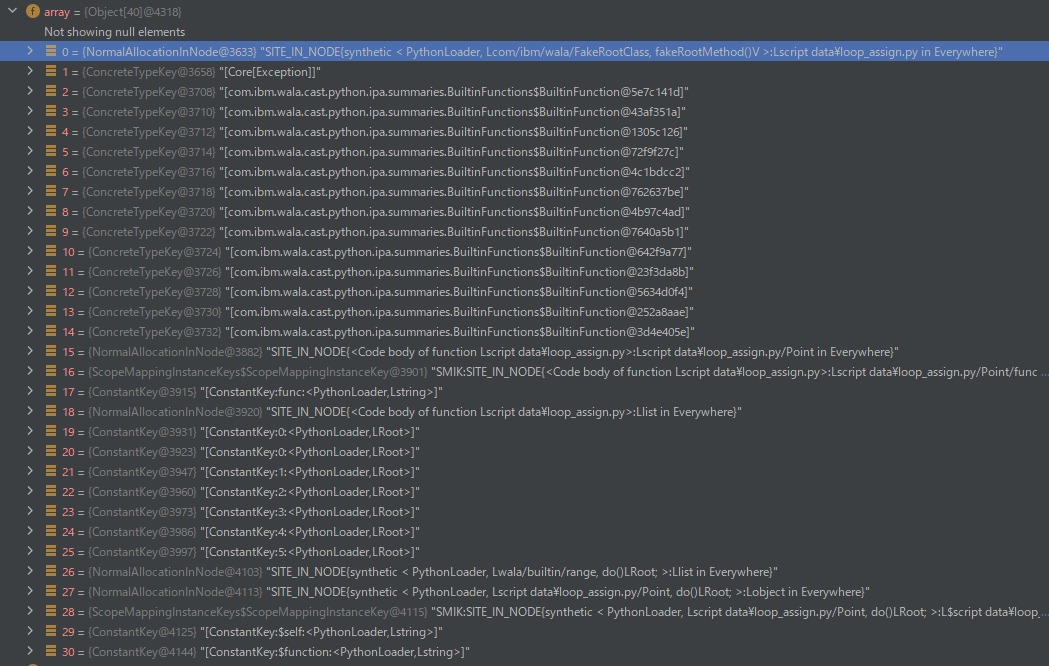 f array = {Object[40]@4318}
Not showing null elements
0 = {NormalAllocationInNode@3633} "SITE_IN_NODE{synthetic < PythonLoader, Lcom/ibm/wala/FakeRootClass, fakeRootMethod()V >:Lscript data¥loop_assign.py in Everywhere}"
1 = {ConcreteTypeKey@3658} "[Core[Exception]]"
2 = {ConcreteTypeKey@3708} "[com.ibm.wala.cast.python.ipa.summaries.BuiltinFunctions$BuiltinFunction@5e7c141d]"
3 = {ConcreteTypeKey@3710} "[com.ibm.wala.cast.python.ipa.summaries.BuiltinFunctions$BuiltinFunction@43af351a]"
4 = {ConcreteTypeKey@3712} "[com.ibm.wala.cast.python.ipa.summaries.BuiltinFunctions$BuiltinFunction@1305c126]"
5 = {ConcreteTypeKey@3714} "[com.ibm.wala.cast.python.ipa.summaries.BuiltinFunctions$BuiltinFunction@72f9f27c]"
6 = {ConcreteTypeKey@3716} "[com.ibm.wala.cast.python.ipa.summaries.BuiltinFunctions$BuiltinFunction@4c1bdcc2]"
7 = {ConcreteTypeKey@3718} "[com.ibm.wala.cast.python.ipa.summaries.BuiltinFunctions$BuiltinFunction@762637be]"
8 = {ConcreteTypeKey@3720} "[com.ibm.wala.cast.python.ipa.summaries.BuiltinFunctions$BuiltinFunction@4b97c4ad]"
9 = {ConcreteTypeKey@3722} "[com.ibm.wala.cast.python.ipa.summaries.BuiltinFunctions$BuiltinFunction@7640a5b1]"
10 = {ConcreteTypeKey@3724} "[com.ibm.wala.cast.python.ipa.summaries.BuiltinFunctions$BuiltinFunction@642f9a77]"
11 = {ConcreteTypeKey@3726} "[com.ibm.wala.cast.python.ipa.summaries.BuiltinFunctions$BuiltinFunction@23f3da8b]"
12 = {ConcreteTypeKey@3728} "[com.ibm.wala.cast.python.ipa.summaries.BuiltinFunctions$BuiltinFunction@5634d0f4]"
13 = {ConcreteTypeKey@3730} "[com.ibm.wala.cast.python.ipa.summaries.BuiltinFunctions$BuiltinFunction@252a8aae]"
14 = {ConcreteTypeKey@3732} "[com.ibm.wala.cast.python.ipa.summaries.BuiltinFunctions$BuiltinFunction@3d4e405e]"
15 = {NormalAllocationInNode@3882} "SITE_IN_NODE{<Code body of function Lscript data¥loop_assign.py>:Lscript data¥loop_assign.py/Point in Everywhere}"
16 = {ScopeMappingInstanceKeys$ScopeMappingInstanceKey@3901} "SMIK:SITE_IN_NODE{<Code body of function Lscript data¥loop_assign.py>:Lscript data¥loop_assign.py/Point/func ...
17 = {ConstantKey@3915} "[ConstantKey:func:<PythonLoader,Lstring>]"
18 = {NormalAllocationInNode@3920} "SITE_IN_NODE{<Code body of function Lscript data¥loop_assign.py>:Llist in Everywhere}"
19 = {ConstantKey@3931} "[ConstantKey:0:<PythonLoader,LRoot>]"
20 = {ConstantKey@3923} "[ConstantKey:0:<PythonLoader,LRoot>]"
21 = {ConstantKey@3947} "[ConstantKey:1:<PythonLoader,LRoot>]"
22 = {ConstantKey@3960} "[ConstantKey:2:<PythonLoader,LRoot>]"
23 = {ConstantKey@3973} "[ConstantKey:3:<PythonLoader,LRoot>]"
24 = {ConstantKey@3986} "[ConstantKey:4:<PythonLoader,LRoot>]"
25 = {ConstantKey@3997} "[ConstantKey:5:<PythonLoader,LRoot>]"
26 = {NormalAllocationInNode@4103} "SITE_IN_NODE{synthetic < PythonLoader, Lwala/builtin/range, do()LRoot; >:Llist in Everywhere}"
27 = {NormalAllocationInNode@4113} "SITE_IN_NODE{synthetic < PythonLoader, Lscript data¥loop_assign.py/Point, do()LRoot; >:Lobject in Everywhere}"
28 = {ScopeMappingInstanceKeys$ScopeMappingInstanceKey@4115} "SMIK:SITE_IN_NODE{synthetic < PythonLoader, Lscript data¥loop_assign.py/Point, do()LRoot; >:L$script data¥loop_...
29 = {ConstantKey@4125} "[ConstantKey:$self:<PythonLoader,Lstring>]"
30 = {ConstantKey@4144} "[ConstantKey:$function:<PythonLoader,Lstring>]"